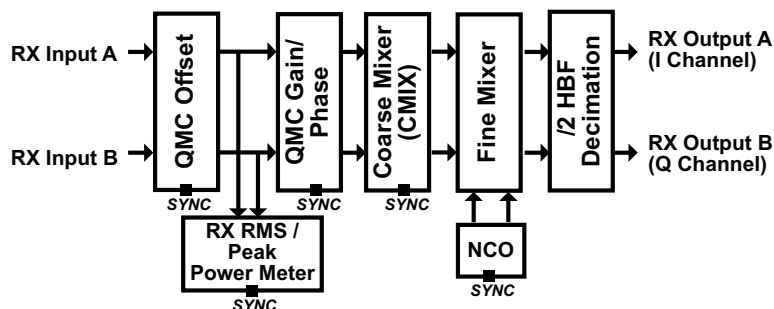 RX Input A
RX Input B
QMC Offset
SYNC
QMC Gain/
Phase
SYNC
Coarse Mixer
(CMIX)
SYNC
Fine Mixer
/2 HBF
Decimation
RX Output A
(I Channel)
RX Output B
(Q Channel)
RX RMS /
Peak
Power Meter
SYNC
NCO
SYNC